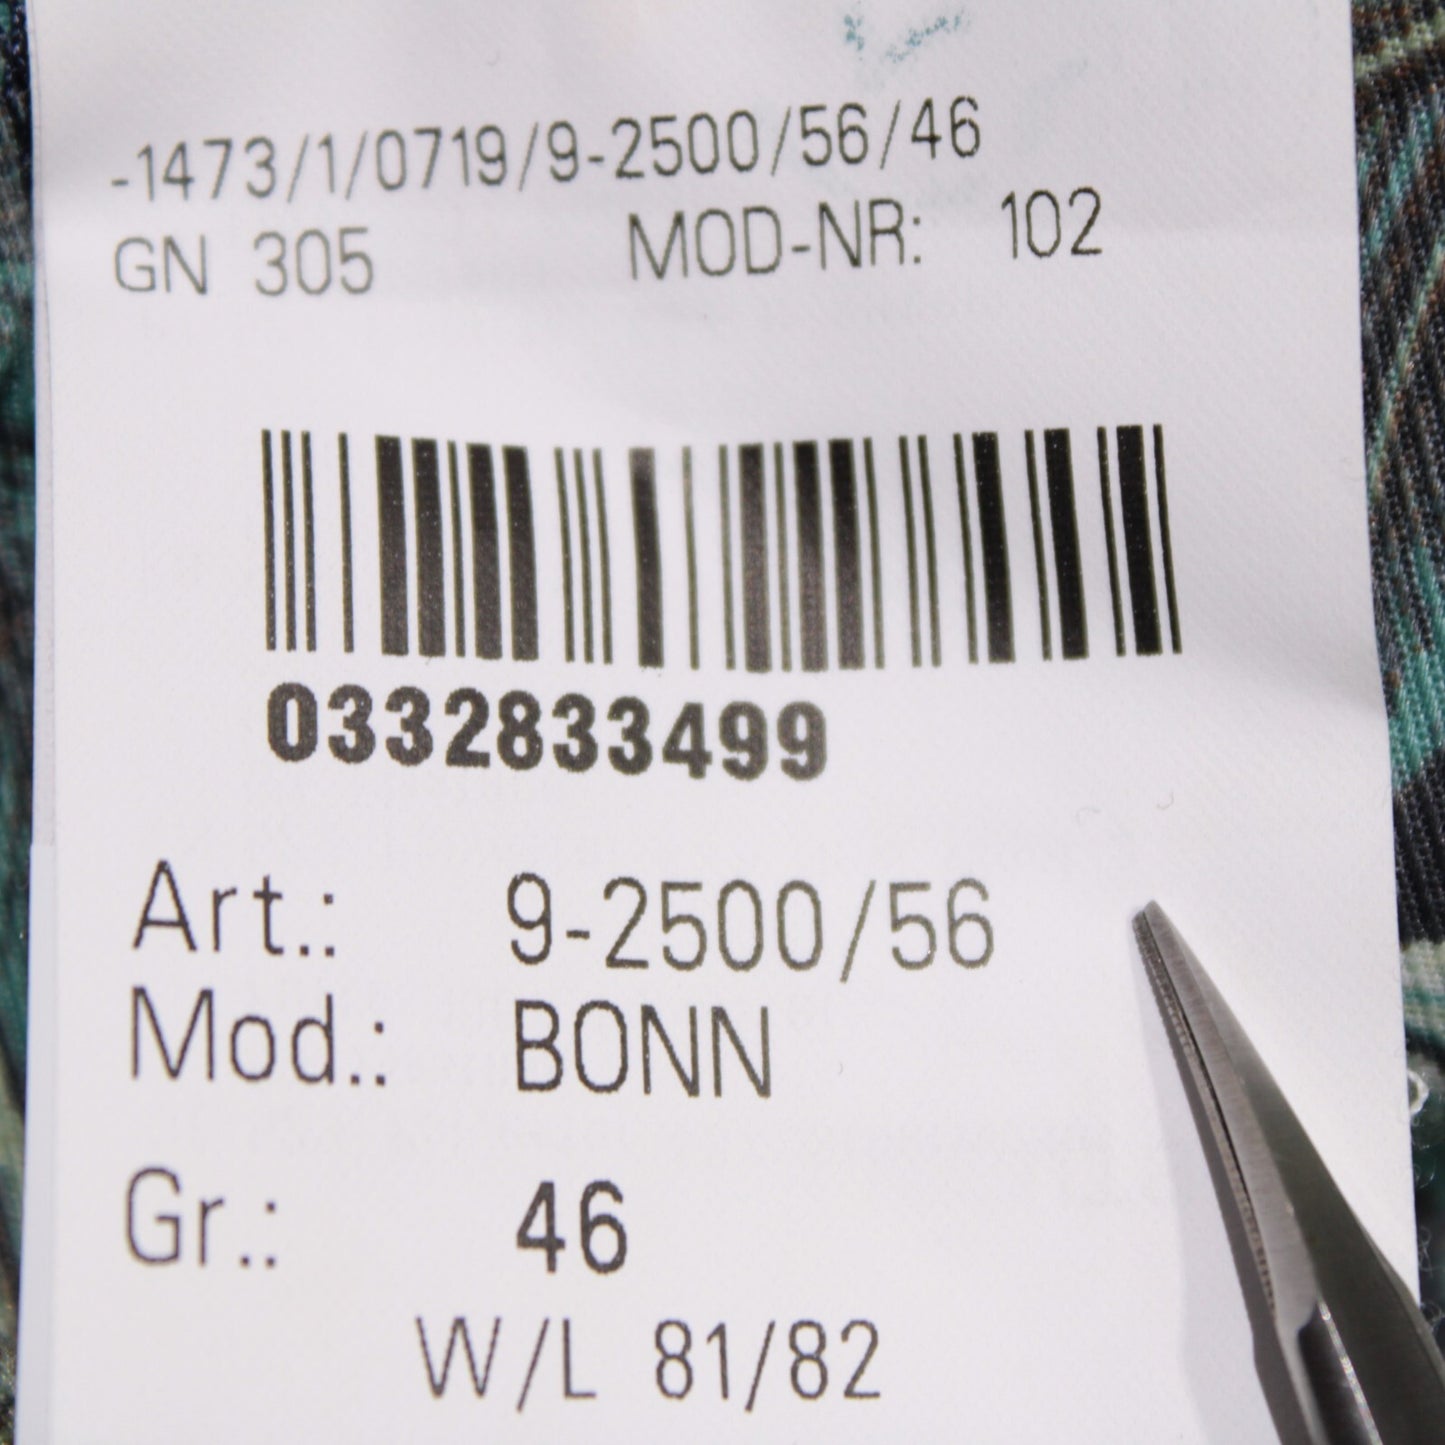 -1473/1/0719/9-2500/56/46
GN 305 MOD-NR: 102
0332833499
Art.: 9-2500/56
Mod.: BONN
Gr.: 46
W/L 81/82